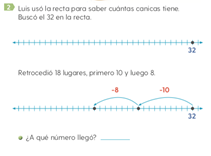 2 Luis usó la recta para saber cuántas canicas tiene.
Buscó el 32 en la recta.
32
Retrocedió 18 lugares, primero 10 y luego 8.
-8 -10
32
¿A qué número llegó? ________